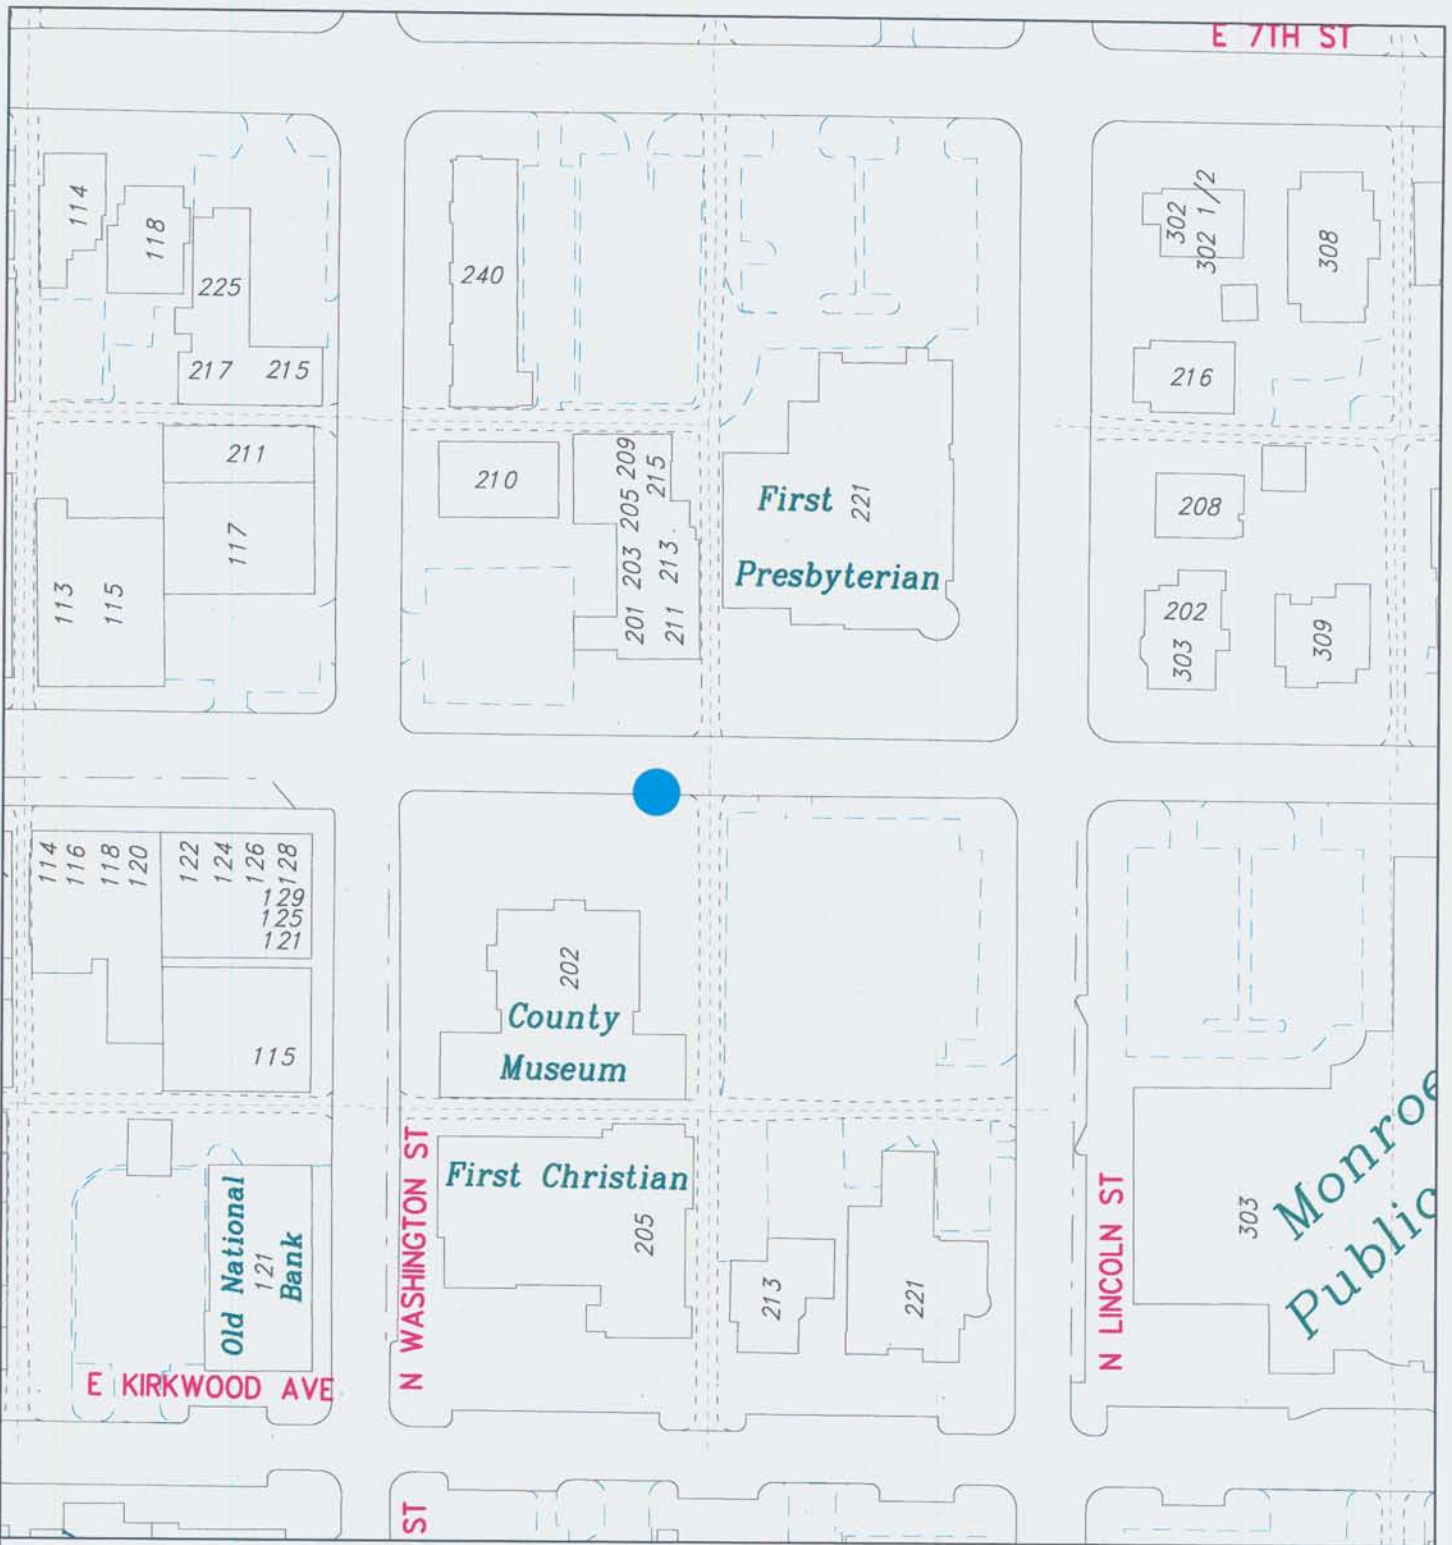 E 7TH ST
114
118
225
217 215
240
302
302 1/2
308
216
211
117
113
115
210
201 203 205 209
211 213 215
First 221
Presbyterian
208
202
303
309
114
116
118
120
122
124
126
128
129
125
121
115
202
County
Museum
N WASHINGTON ST
First Christian
205
Old National
121
Bank
E KIRKWOOD AVE
213
221
N LINCOLN ST
303
Monroe
Public
ST